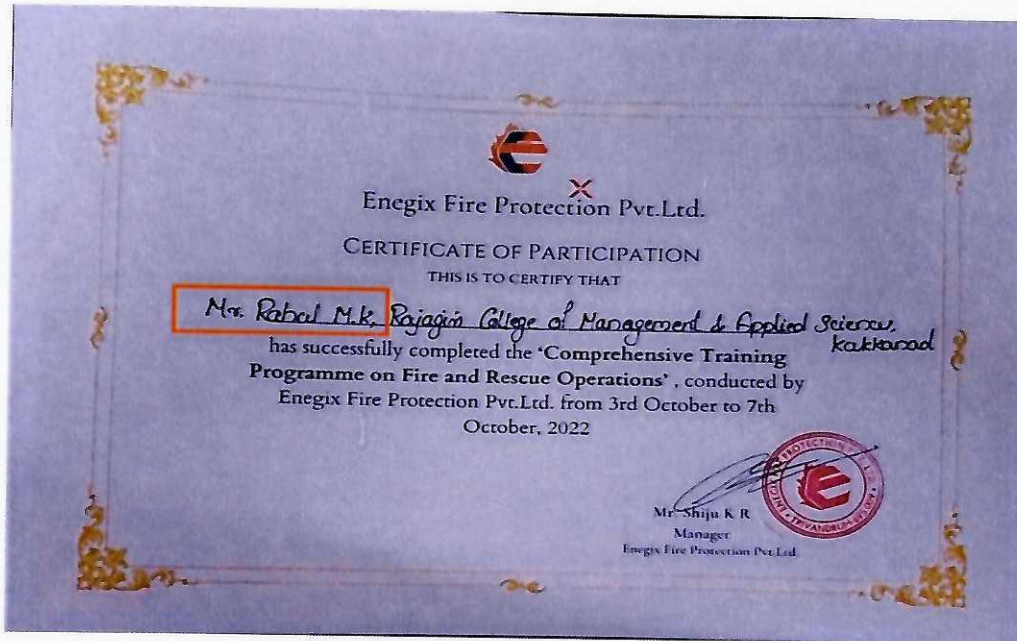 Enegix Fire Protection Pvt.Ltd.
CERTIFICATE OF PARTICIPATION
THIS IS TO CERTIFY THAT
Mr. Rabul M.K, Rajagiri College of Management & Applied Sciences,
Kakkanad
has successfully completed the 'Comprehensive Training
Programme on Fire and Rescue Operations' , conducted by
Enegix Fire Protection Pvt.Ltd. from 3rd October to 7th
October, 2022
Mr. Shiju K R
Manager
Enegix Fire Protection Pvt.Ltd